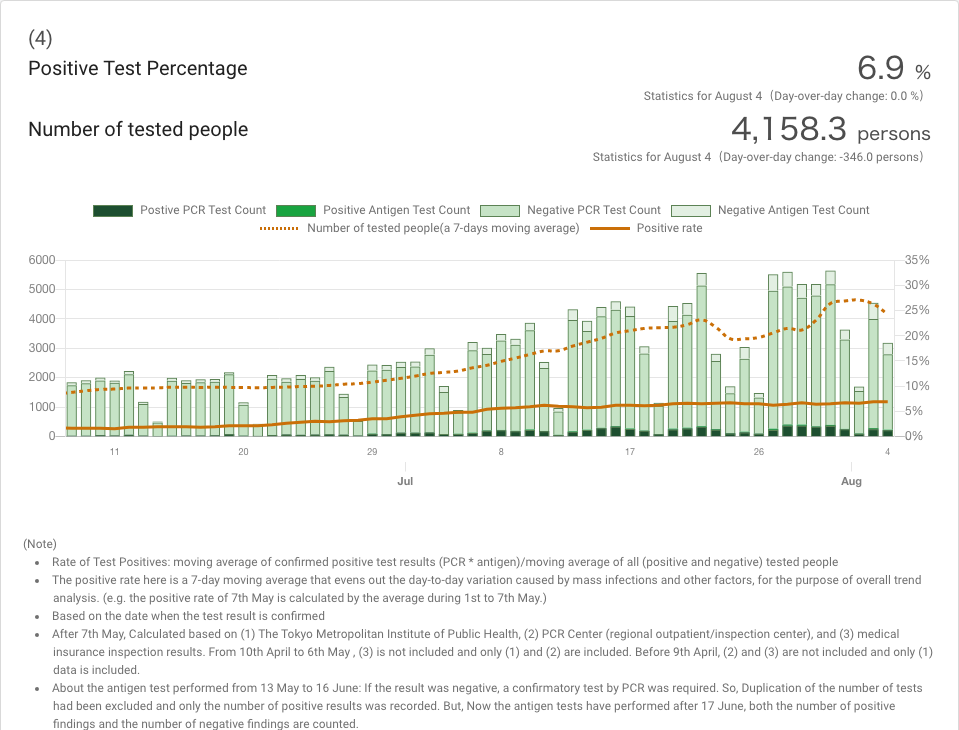 (4)
Positive Test Percentage
6.9 %
Statistics for August 4 (Day-over-day change: 0.0 %)
Number of tested people
4,158.3 persons
Statistics for August 4 (Day-over-day change: -346.0 persons)
Postive PCR Test Count Positive Antigen Test Count Negative PCR Test Count Negative Antigen Test Count
Number of tested people(a 7-days moving average) Positive rate
6000 35%
5000 30%
4000 25%
3000 20%
2000 15%
1000 10%
0 5%
0%
11 20 29 8 17 26 4
Jul Aug
(Note)
Rate of Test Positives: moving average of confirmed positive test results (PCR * antigen)/moving average of all (positive and negative) tested people
The positive rate here is a 7-day moving average that evens out the day-to-day variation caused by mass infections and other factors, for the purpose of overall trend
analysis. (e.g. the positive rate of 7th May is calculated by the average during 1st to 7th May.)
Based on the date when the test result is confirmed
After 7th May, Calculated based on (1) The Tokyo Metropolitan Institute of Public Health, (2) PCR Center (regional outpatient/inspection center), and (3) medical
insurance inspection results. From 10th April to 6th May , (3) is not included and only (1) and (2) are included. Before 9th April, (2) and (3) are not included and only (1)
data is included.
About the antigen test performed from 13 May to 16 June: If the result was negative, a confirmatory test by PCR was required. So, Duplication of the number of tests
had been excluded and only the number of positive results was recorded. But, Now the antigen tests have performed after 17 June, both the number of positive
findings and the number of negative findings are counted.